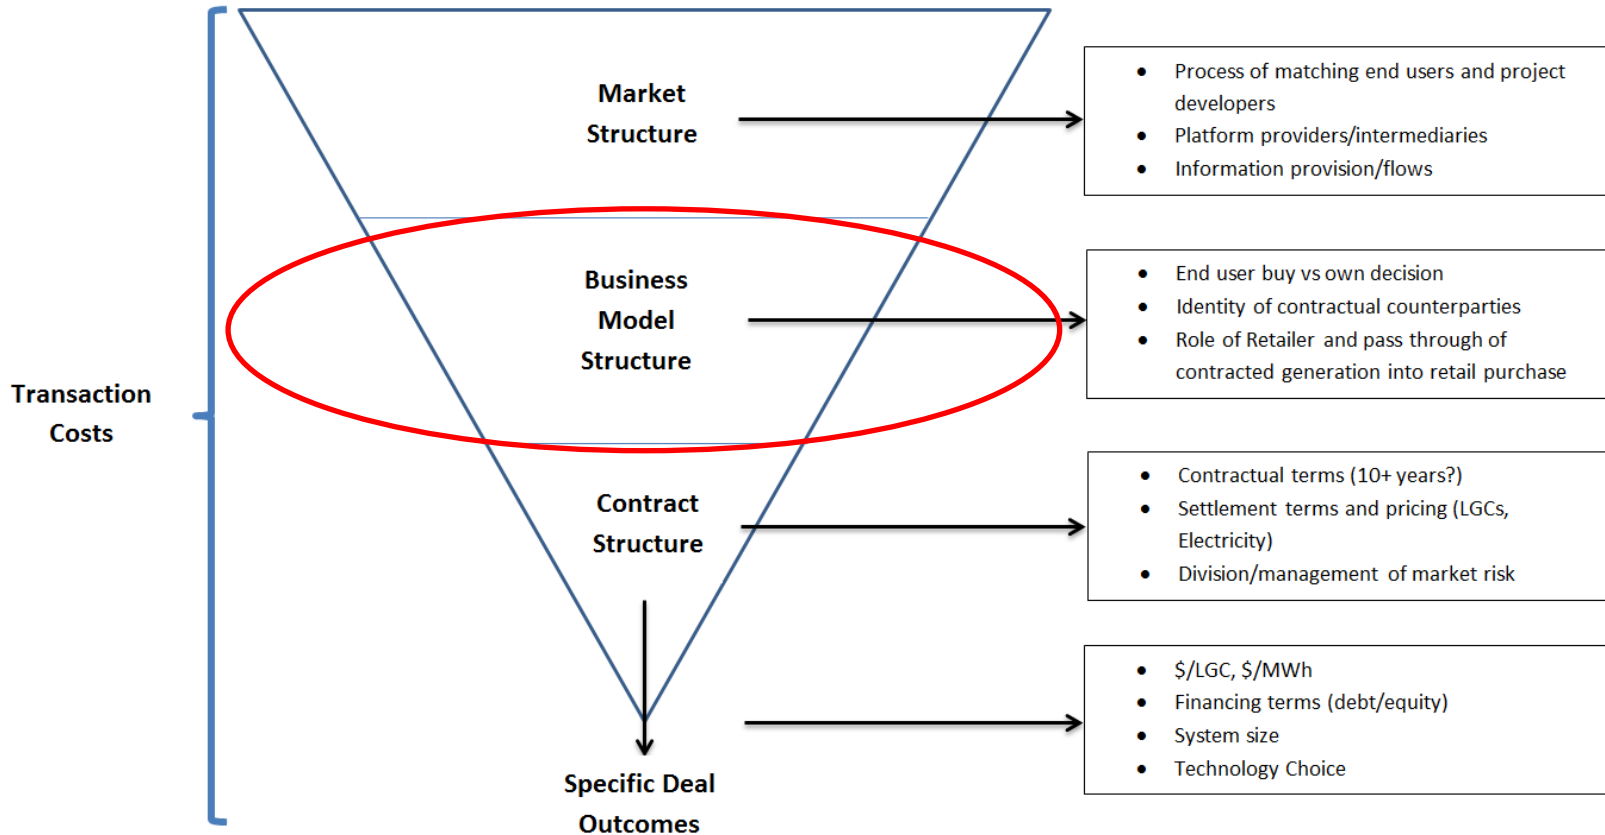 Transaction
Costs
Market
Structure
• Process of matching end users and project
developers
• Platform providers/intermediaries
• Information provision/flows
Business
Model
Structure
• End user buy vs own decision
• Identity of contractual counterparties
• Role of Retailer and pass through of
contracted generation into retail purchase
Contract
Structure
• Contractual terms (10+ years?)
• Settlement terms and pricing (LGCs,
Electricity)
• Division/management of market risk
Specific Deal
Outcomes
• $/LGC, $/MWh
• Financing terms (debt/equity)
• System size
• Technology Choice